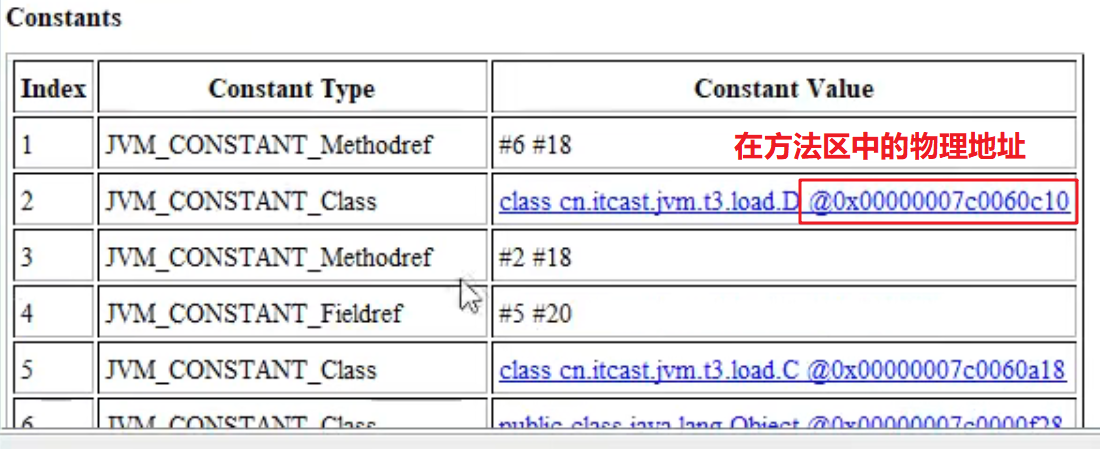 Constants
Index Constant Type Constant Value
在方法区中的物理地址
1 JVM_CONSTANT_Methodref #6 #18
2 JVM_CONSTANT_Class class cn.itcast.jvm.t3.load.D @0x00000007c0060c10
3 JVM_CONSTANT_Methodref #2 #18
4 JVM_CONSTANT_Fieldref #5 #20
5 JVM_CONSTANT_Class class cn.itcast.jvm.t3.load.C @0x00000007c0060a18
6 JVM_CONSTANT_Class public class java.lang.Object @0x00000007c0000f28